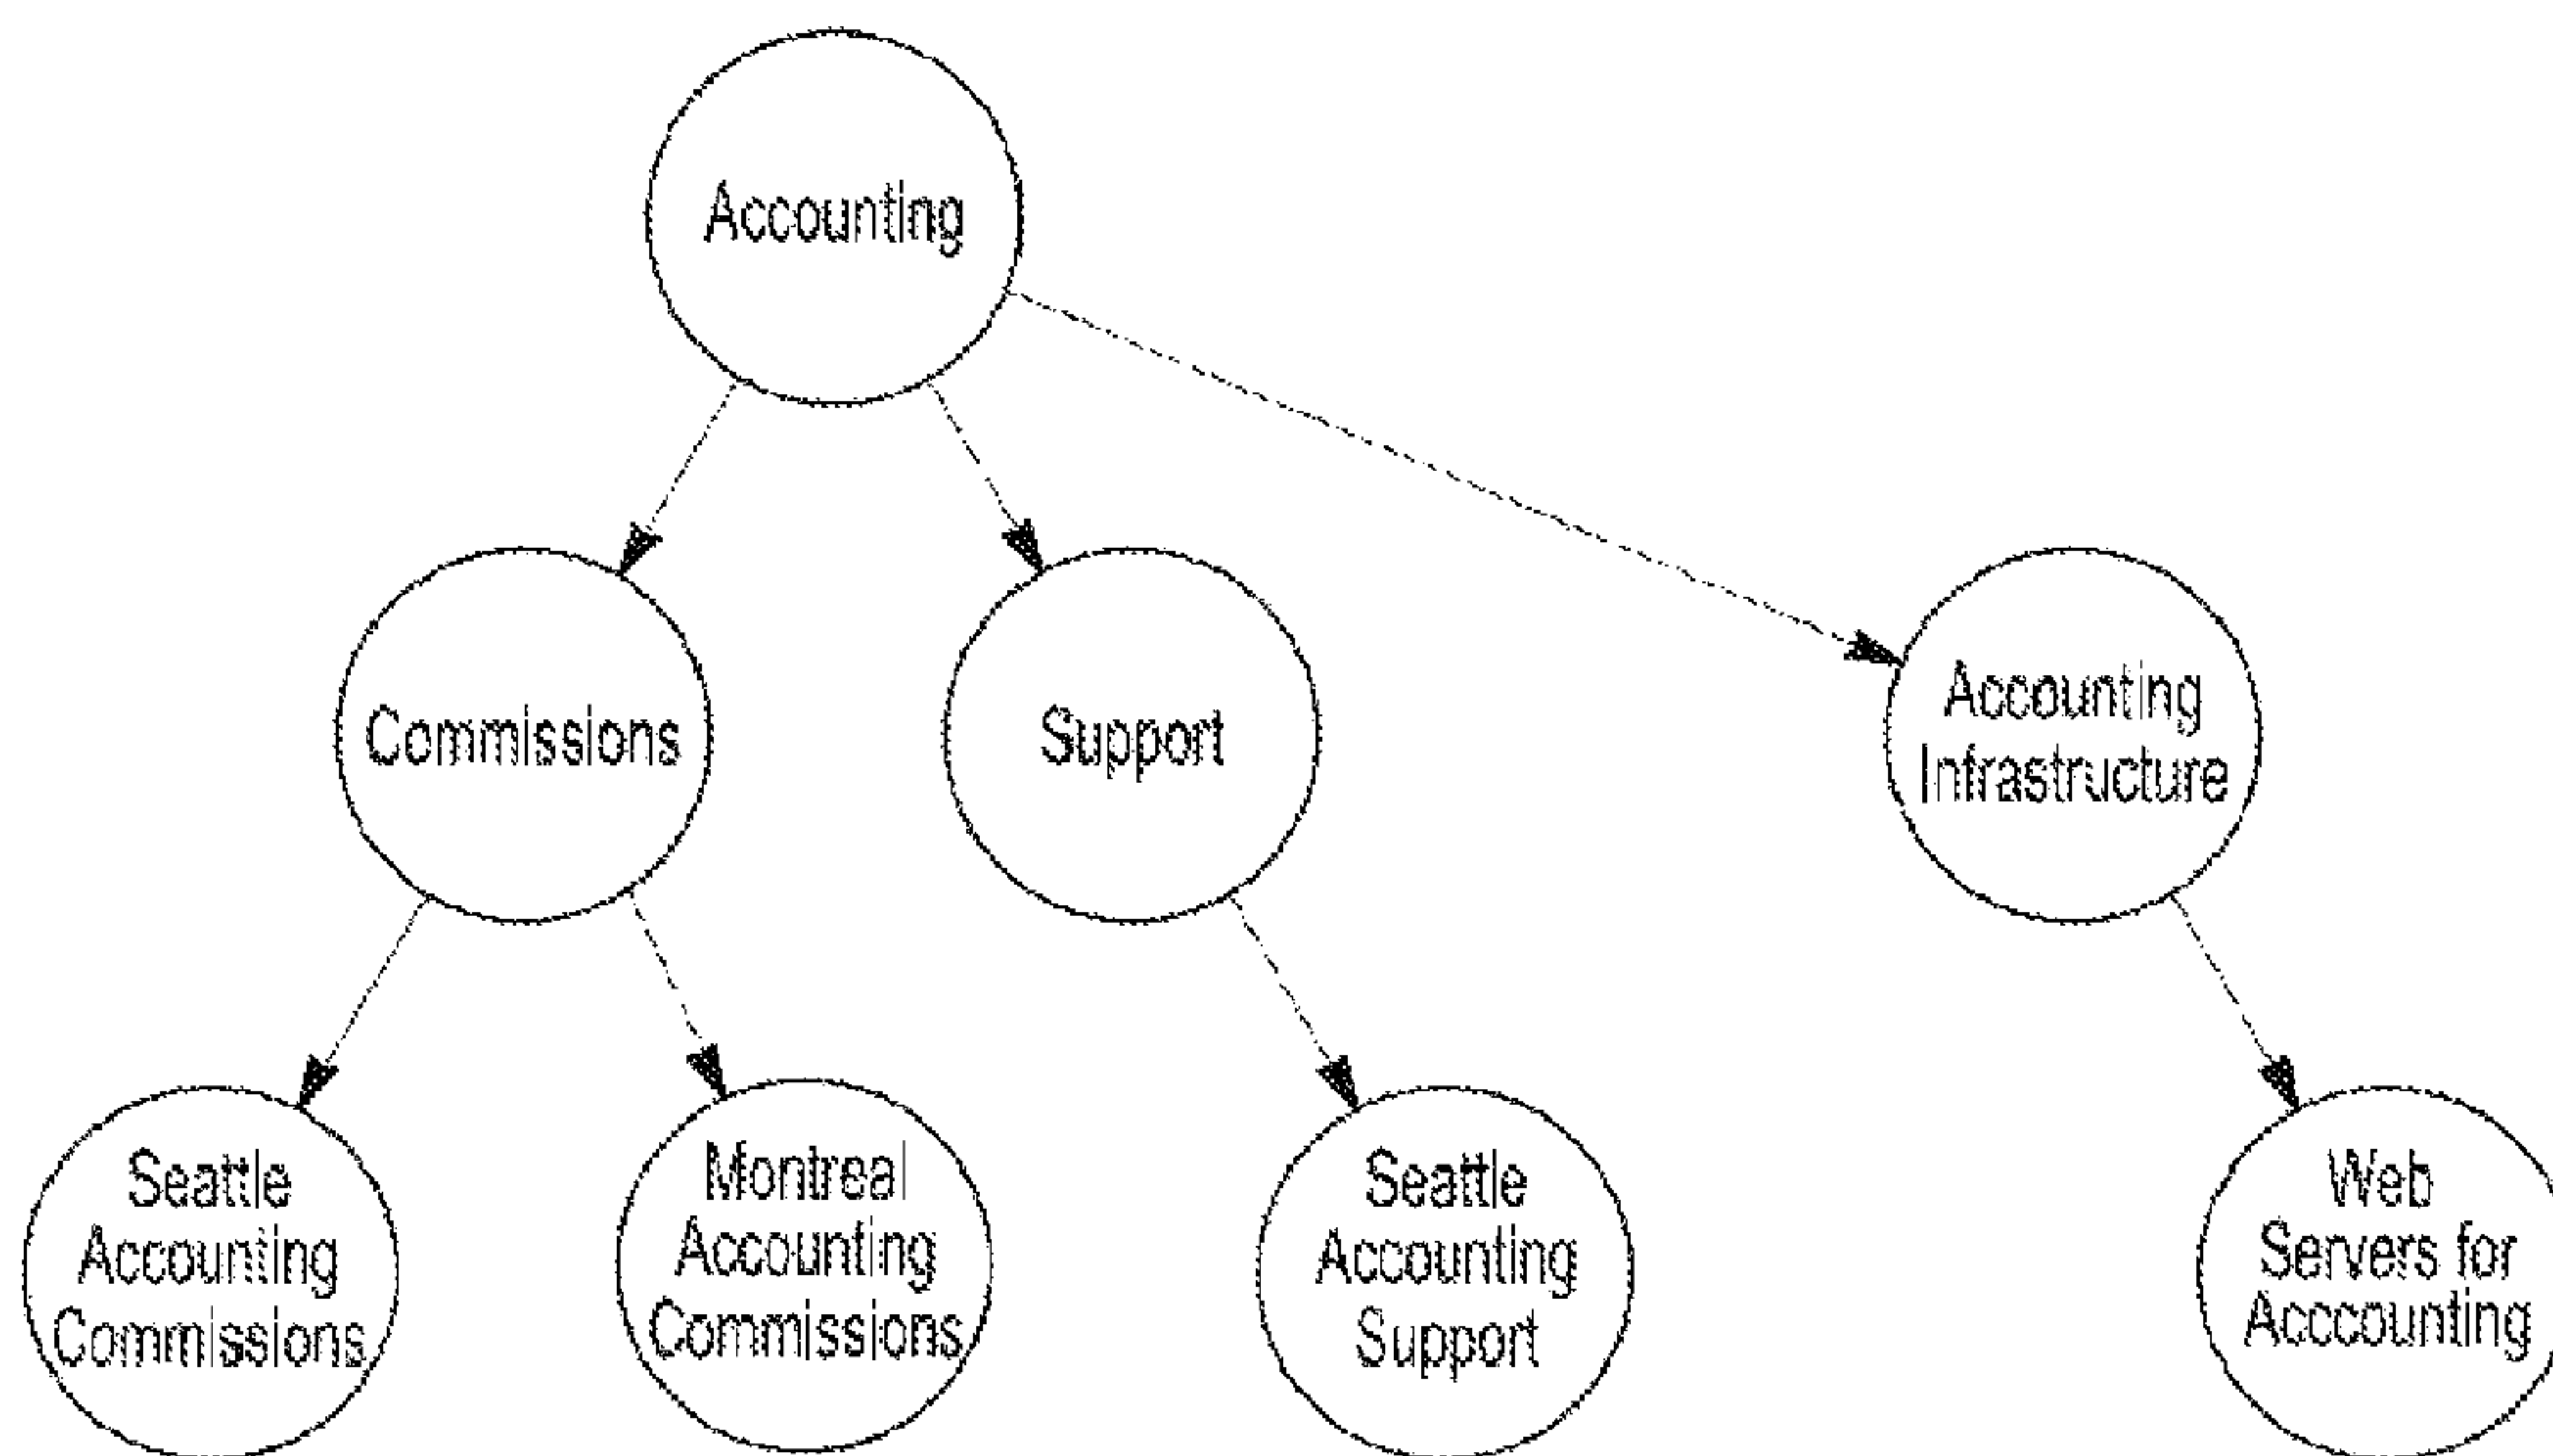 Accounting
Commissions
Support
Accounting
Infrastructure
Seattle
Accounting
Commissions
Montreal
Accounting
Commissions
Seattle
Accounting
Support
Web
Servers for
Acccounting